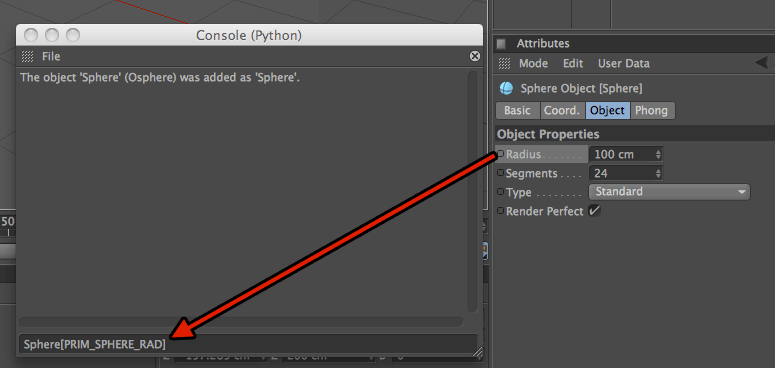 Console (Python)
File
The object 'Sphere' (Osphere) was added as 'Sphere'.
Sphere[PRIM_SPHERE_RAD]
50
Attributes
Mode Edit User Data
Sphere Object [Sphere]
Basic Coord. Object Phong
Object Properties
Radius . . . . . . . 100 cm
Segments . . . . 24
Type . . . . . . . . Standard
Render Perfect